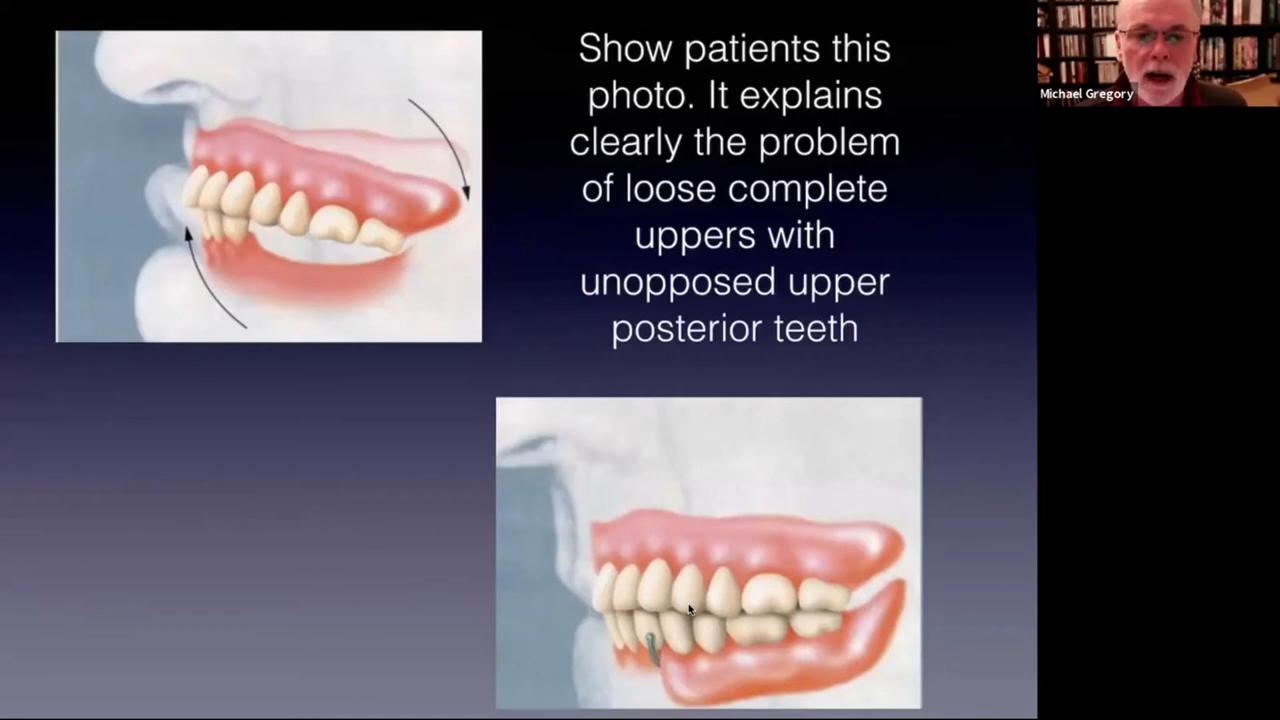 Show patients this
photo. It explains
clearly the problem
of loose complete
uppers with
unopposed upper
posterior teeth
Michael Gregory